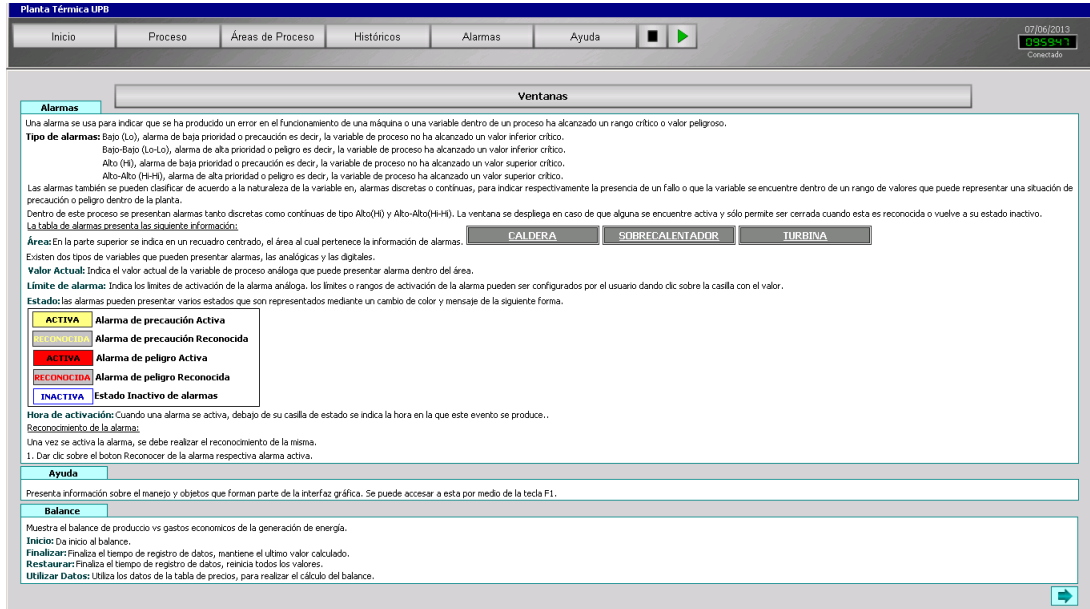 Planta Térmica UPB
Inicio
Proceso
Áreas de Proceso
Históricos
Alarmas
Ayuda
07/06/2013
095947
Conectado
Ventanas
Alarmas
Una alarma se usa para indicar que se ha producido un error en el funcionamiento de una máquina o una variable dentro de un proceso ha alcanzado un rango crítico o valor peligroso.
Tipo de alarmas: Bajo (Lo), alarma de baja prioridad o precaución es decir, la variable de proceso no ha alcanzado un valor inferior crítico.
Bajo-Bajo (Lo-Lo), alarma de alta prioridad o peligro es decir, la variable de proceso ha alcanzado un valor inferior crítico.
Alto (Hi), alarma de baja prioridad o precaución es decir, la variable de proceso no ha alcanzado un valor superior crítico.
Alto-Alto (Hi-Hi), alarma de alta prioridad o peligro es decir, la variable de proceso ha alcanzado un valor superior crítico.
Las alarmas también se pueden clasificar de acuerdo a la naturaleza de la variable en, alarmas discretas o contínuas, para indicar respectivamente la presencia de un fallo o que la variable se encuentre dentro de un rango de valores que puede representar una situación de
precaución o peligro dentro de la planta.
Dentro de este proceso se presentan alarmas tanto discretas como contínuas de tipo Alto(Hi) y Alto-Alto(Hi-Hi). La ventana se despliega en caso de que alguna se encuentre activa y sólo permite ser cerrada cuando esta es reconocida o vuelve a su estado inactivo.
La tabla de alarmas presenta las siguiente información:
Área: En la parte superior se indica en un recuadro centrado, el área al cual pertenece la información de alarmas. CALDERA SOBRECALENTADOR TURBINA
Existen dos tipos de variables que pueden presentar alarmas, las analógicas y las digitales.
Valor Actual: Indica el valor actual de la variable de proceso análoga que puede presentar alarma dentro del área.
Límite de alarma: Indica los limites de activación de la alarma análoga. los límites o rangos de activación de la alarma pueden ser configurados por el usuario dando clic sobre la casilla con el valor.
Estado: las alarmas pueden presentar varios estados que son representados mediante un cambio de color y mensaje de la siguiente forma.
ACTIVA Alarma de precaución Activa
RECONOCIDA Alarma de precaución Reconocida
ACTIVA Alarma de peligro Activa
RECONOCIDA Alarma de peligro Reconocida
INACTIVA Estado Inactivo de alarmas
Hora de activación: Cuando una alarma se activa, debajo de su casilla de estado se indica la hora en la que este evento se produce..
Reconocimiento de la alarma:
Una vez se activa la alarma, se debe realizar el reconocimiento de la misma.
1. Dar clic sobre el boton Reconocer de la alarma respectiva alarma activa.
Ayuda
Presenta información sobre el manejo y objetos que forman parte de la interfaz gráfica. Se puede accesar a esta por medio de la tecla F1.
Balance
Muestra el balance de produccio vs gastos economicos de la generación de energía.
Inicio: Da inicio al balance.
Finalizar: Finaliza el tiempo de registro de datos, mantiene el ultimo valor calculado.
Restaurar: Finaliza el tiempo de registro de datos, reinicia todos los valores.
Utilizar Datos: Utiliza los datos de la tabla de precios, para realizar el cálculo del balance.